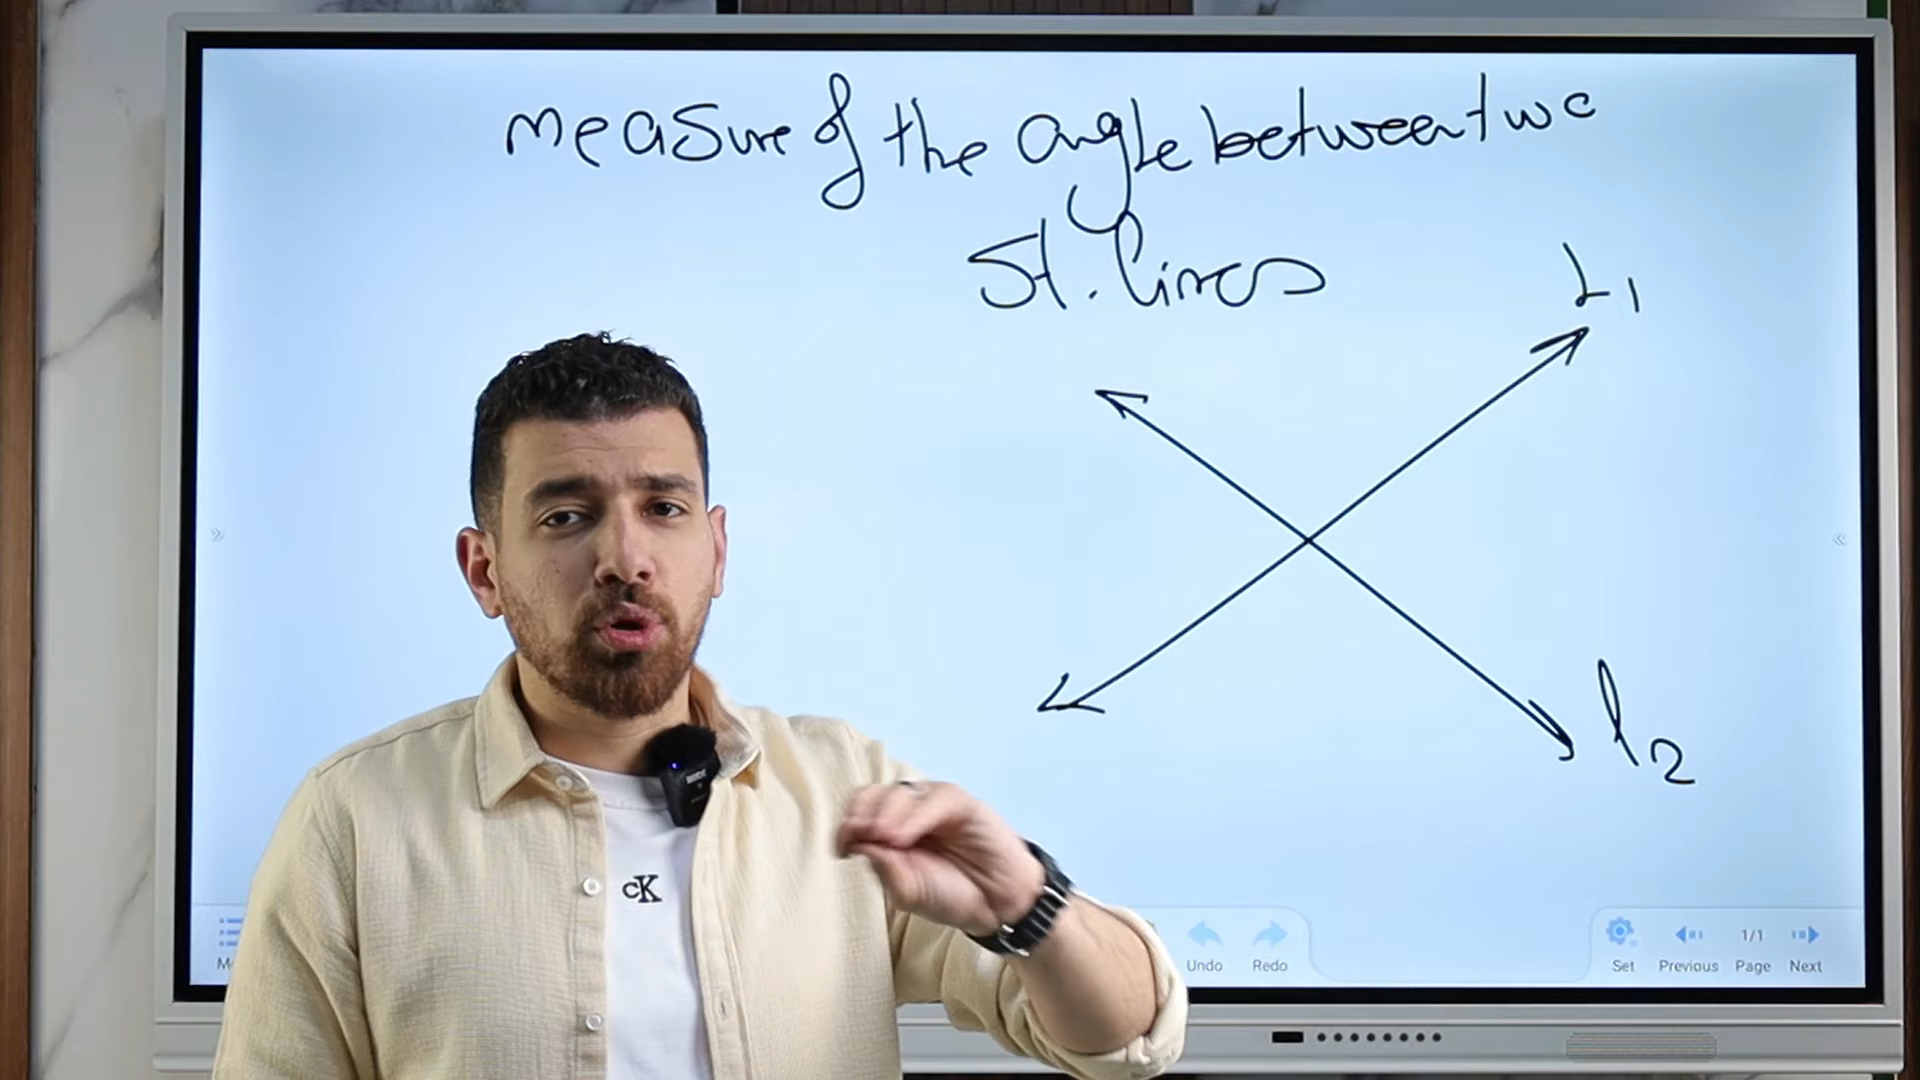 measure of the angle between two
St. lines
L1
l2
CK
Undo
Redo
Set
Previous
1/1
Page
Next